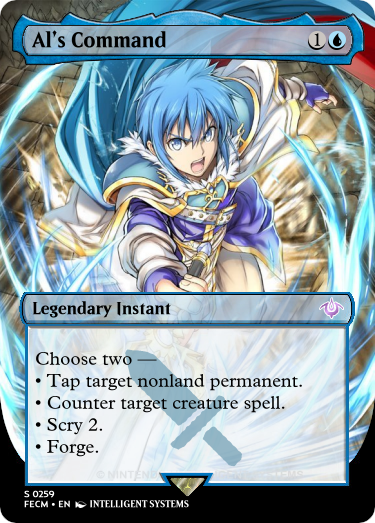 Al's Command 1
Legendary Instant
Choose two —
• Tap target nonland permanent.
• Counter target creature spell.
• Scry 2.
• Forge.
S 0259
FECM • EN INTELLIGENT SYSTEMS